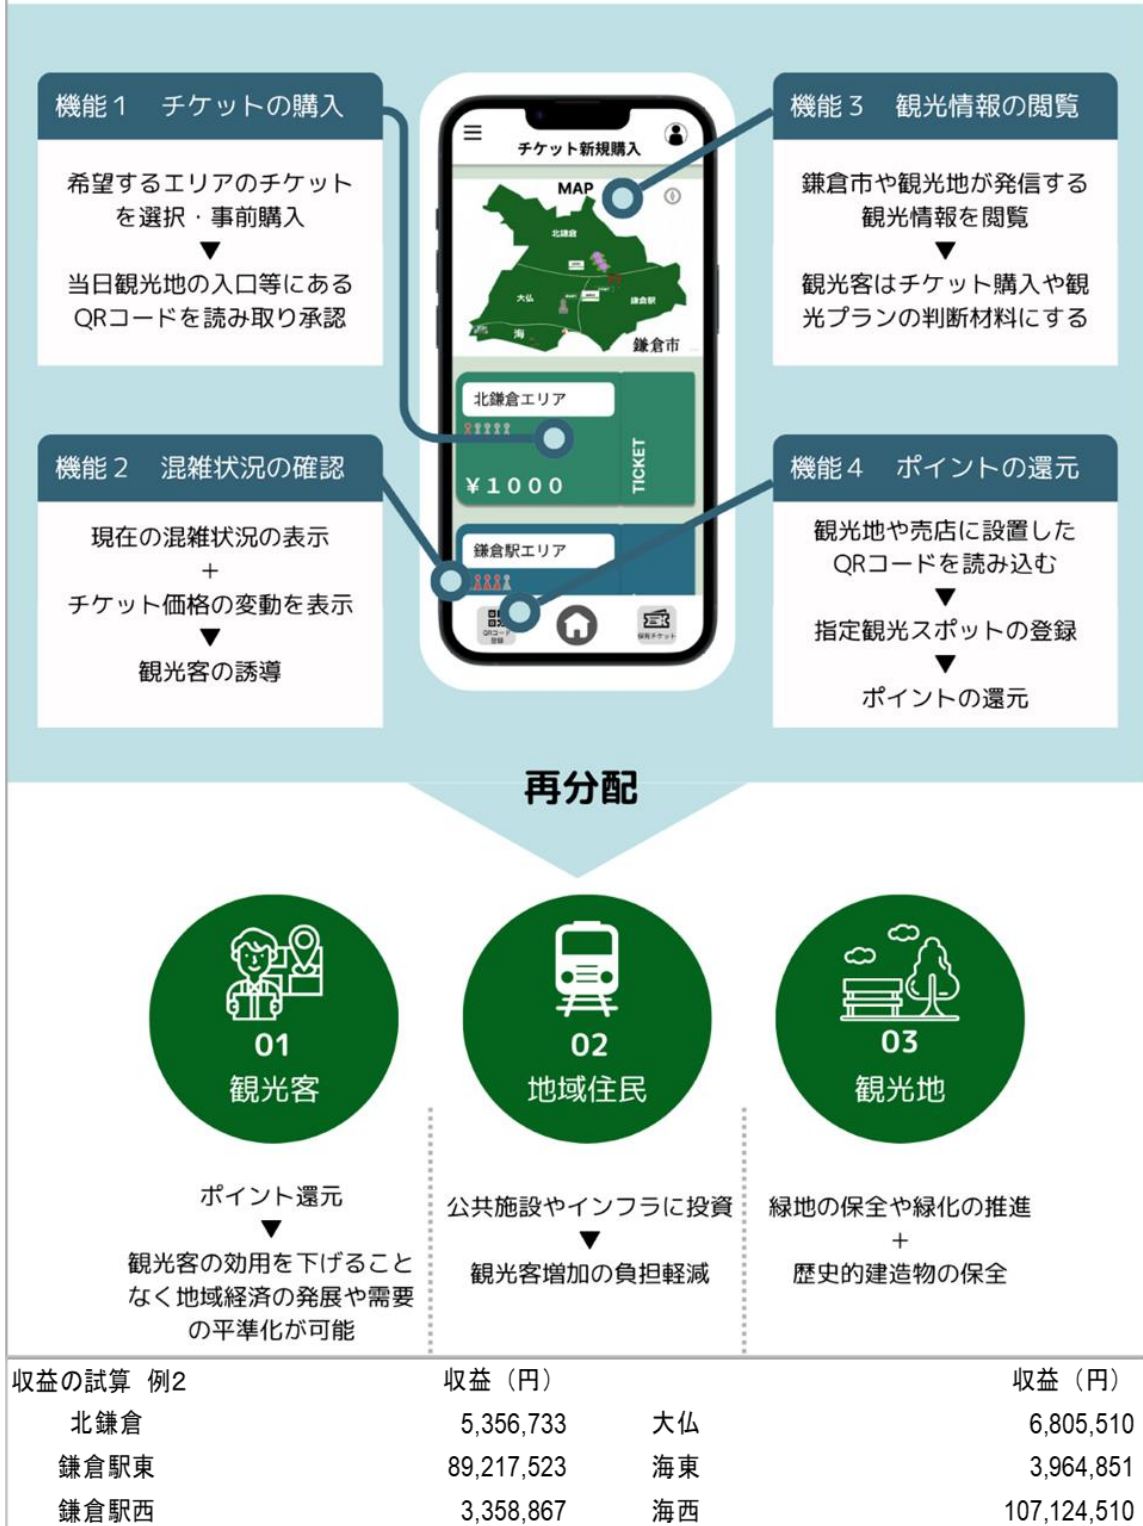 機能１　チケットの購入
希望するエリアのチケット
を選択・事前購入
▼
当日観光地の入口等にある
QRコードを読み取り承認
機能２　混雑状況の確認
現在の混雑状況の表示
+
チケット価格の変動を表示
▼
観光客の誘導
チケット新規購入
MAP
北鎌倉
大仏
鎌倉駅
海
鎌倉市
北鎌倉エリア
¥1000
TICKET
鎌倉駅エリア
QRコード
登録
保有チケット
機能３　観光情報の閲覧
鎌倉市や観光地が発信する
観光情報を閲覧
▼
観光客はチケット購入や観
光プランの判断材料にする
機能４　ポイントの還元
観光地や売店に設置した
QRコードを読み込む
▼
指定観光スポットの登録
▼
ポイントの還元
再分配
01
観光客
ポイント還元
▼
観光客の効用を下げること
なく地域経済の発展や需要
の平準化が可能
02
地域住民
公共施設やインフラに投資
▼
観光客増加の負担軽減
03
観光地
緑地の保全や緑化の推進
+
歴史的建造物の保全
収益の試算 例2 収益（円） 収益（円）
北鎌倉 5,356,733 大仏 6,805,510
鎌倉駅東 89,217,523 海東 3,964,851
鎌倉駅西 3,358,867 海西 107,124,510